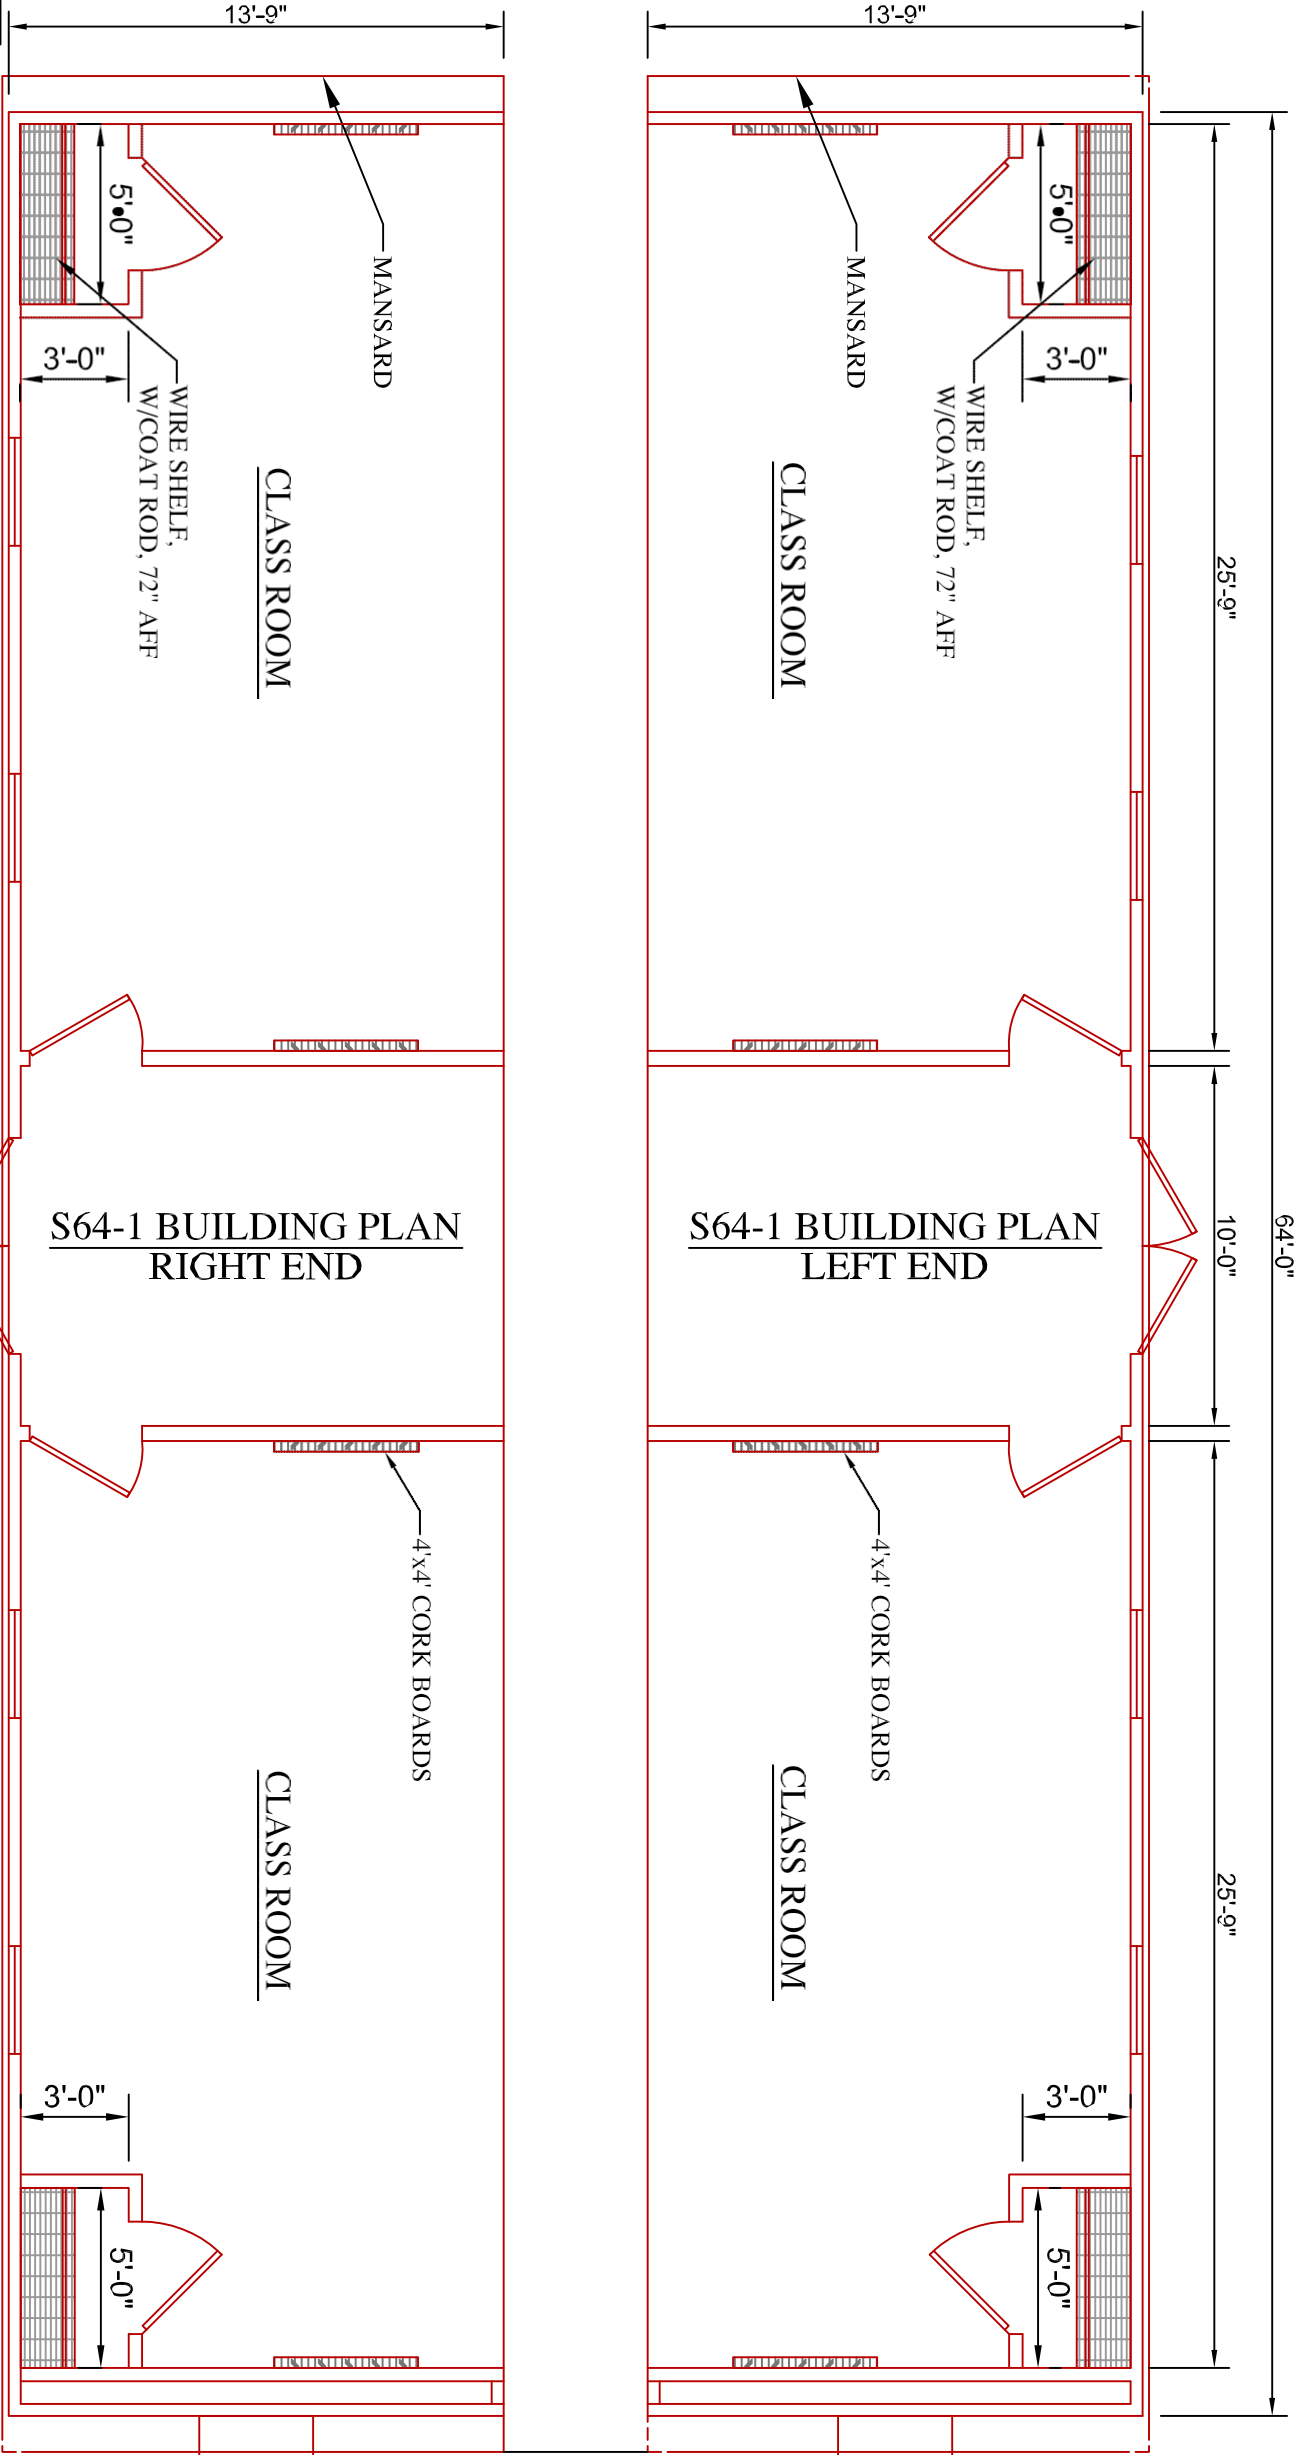 13'-9"
13'-9"
5'•0"
5'•0"
MANSARD
MANSARD
3'-0"
3'-0"
WIRE SHELF,
W/COAT ROD, 72" AFF
WIRE SHELF,
W/COAT ROD, 72" AFF
CLASS ROOM
CLASS ROOM
25'-9"
S64-1 BUILDING PLAN
RIGHT END
S64-1 BUILDING PLAN
LEFT END
10'-0"
64'-0"
4'x4' CORK BOARDS
4'x4' CORK BOARDS
CLASS ROOM
CLASS ROOM
25'-9"
3'-0"
3'-0"
5'-0"
5'-0"